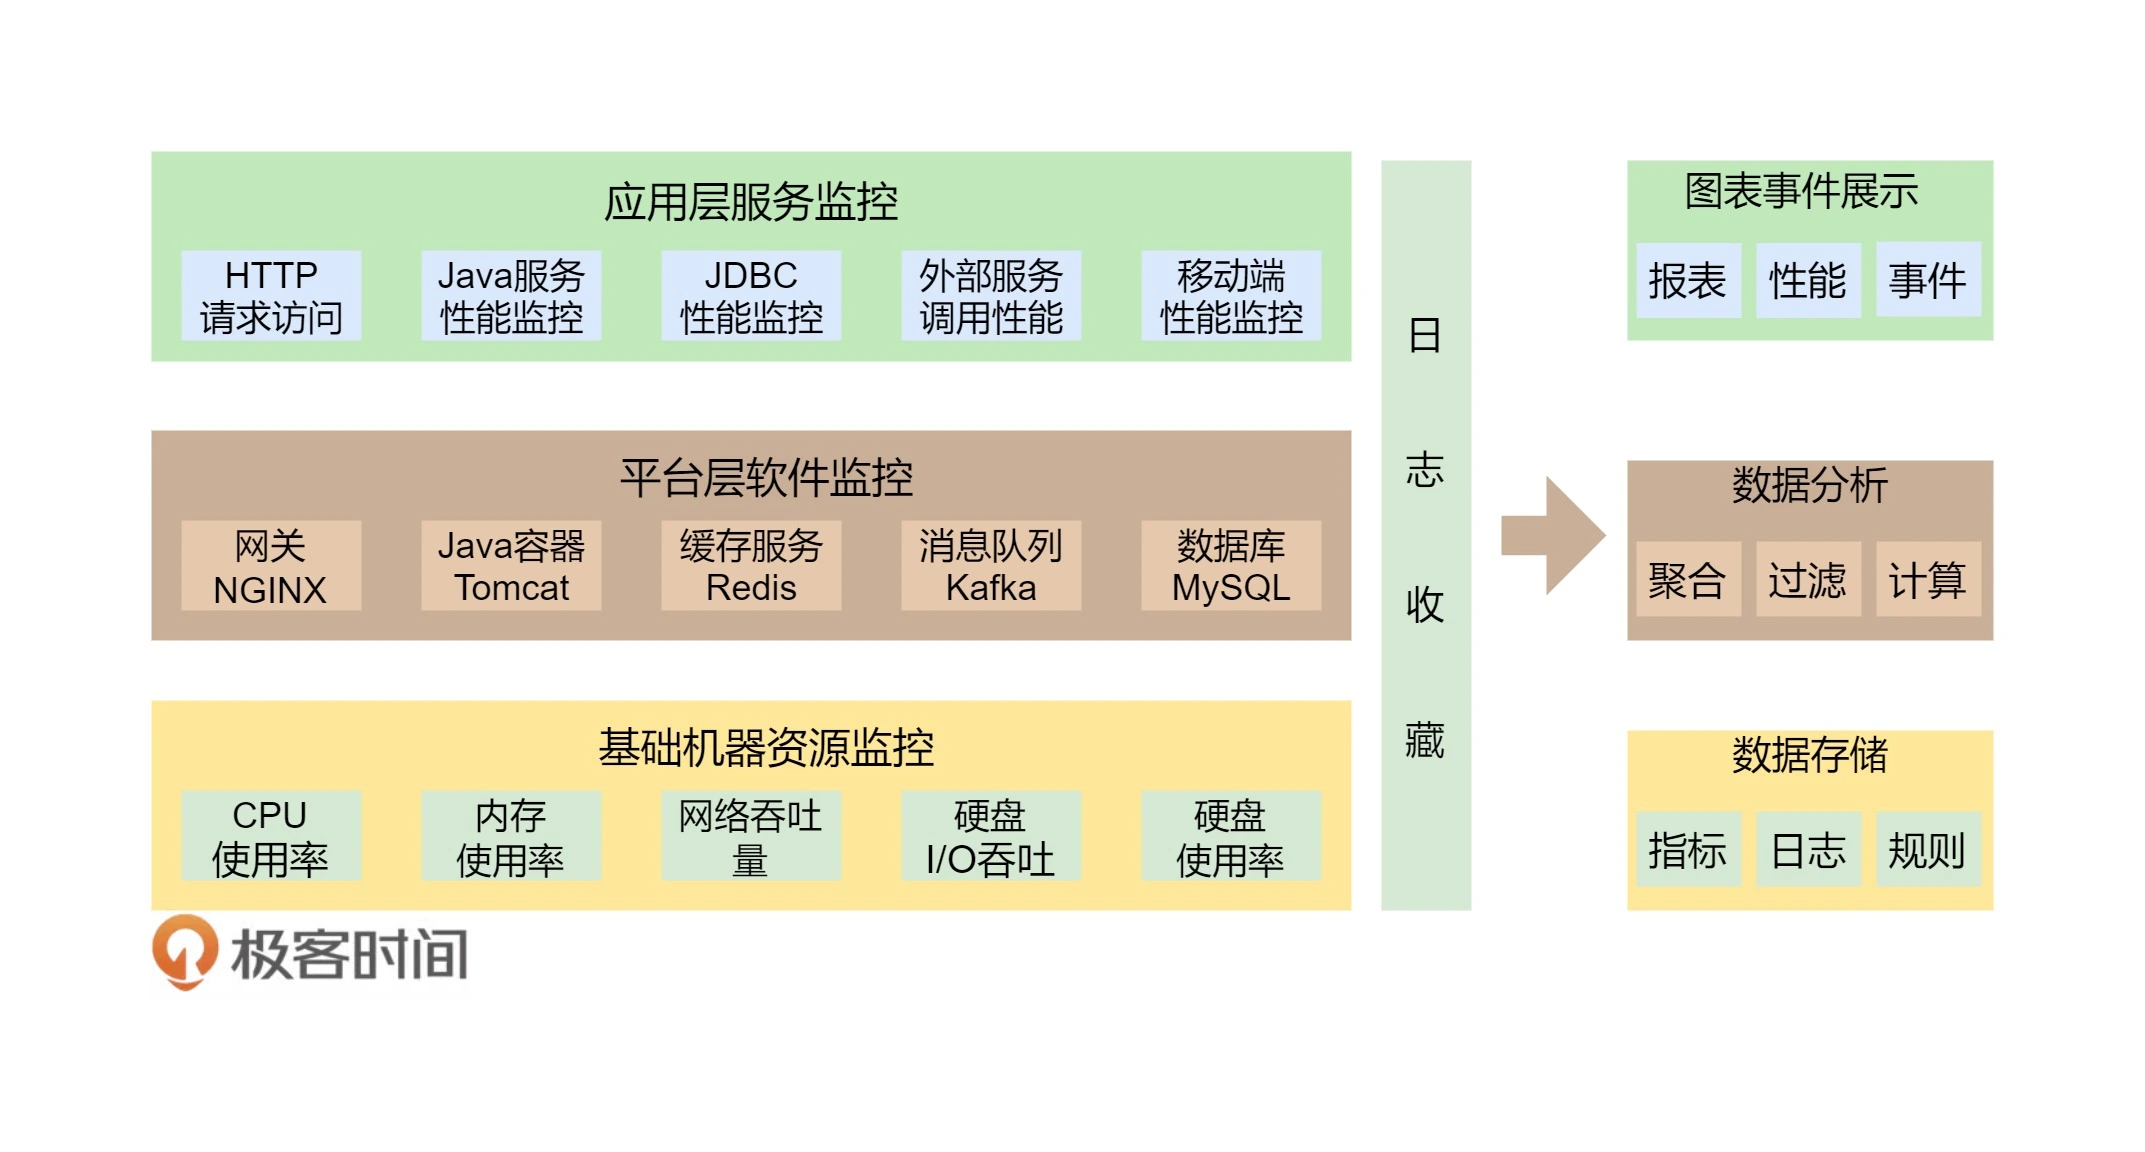 应用层服务监控
HTTP
请求访问
Java服务
性能监控
JDBC
性能监控
外部服务
调用性能
移动端
性能监控
平台层软件监控
网关
NGINX
Java容器
Tomcat
缓存服务
Redis
消息队列
Kafka
数据库
MySQL
基础机器资源监控
CPU
使用率
内存
使用率
网络吞吐
量
硬盘
I/O吞吐
硬盘
使用率
日
志
收
藏
图表事件展示
报表
性能
事件
数据分析
聚合
过滤
计算
数据存储
指标
日志
规则
极客时间